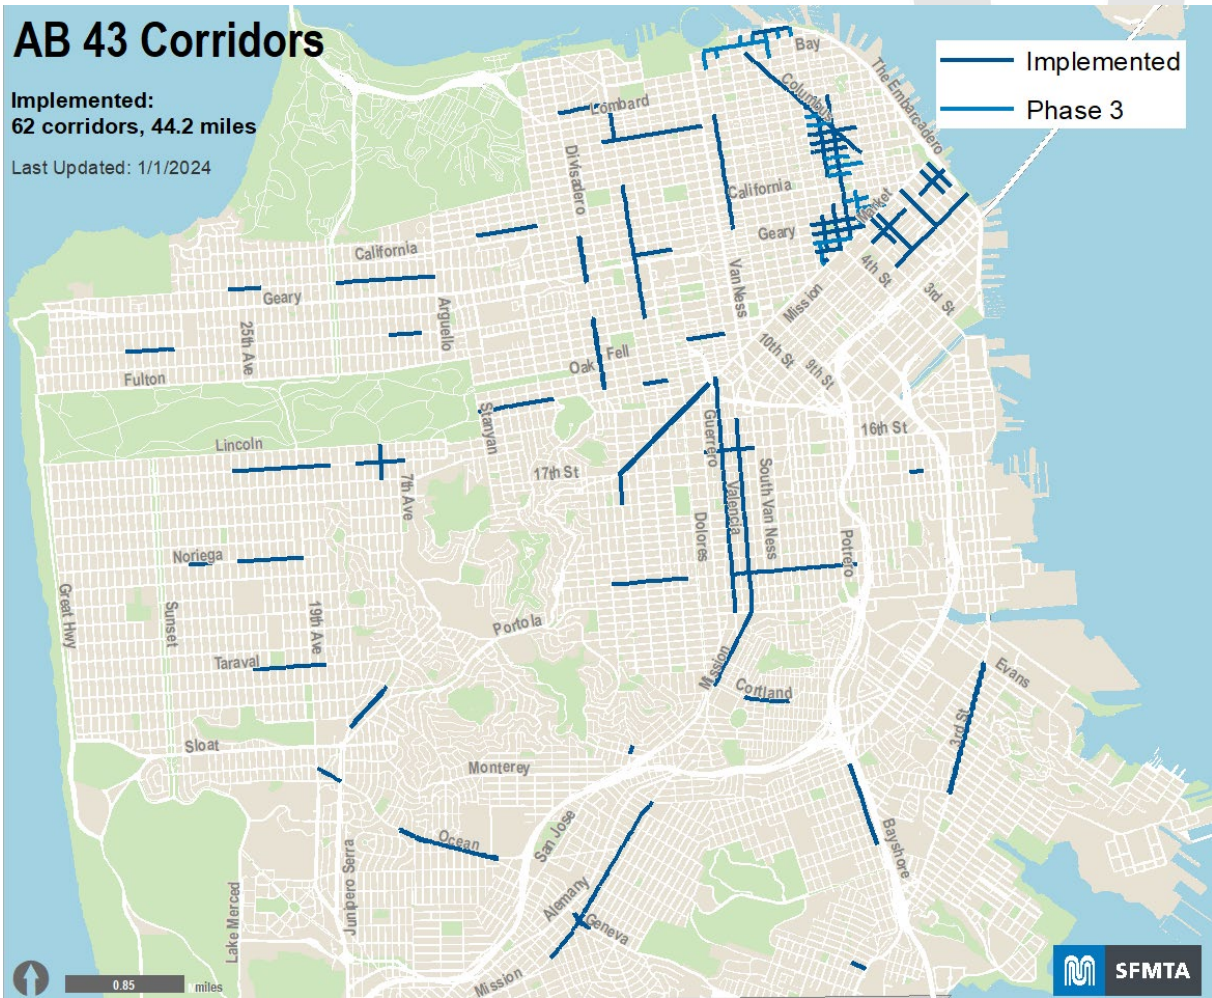 AB 43 Corridors
Implemented:
62 corridors, 44.2 miles
Last Updated: 1/1/2024
Implemented
Phase 3
Bay
The Embarcadero
Columbus
Lombard
Divisadero
California
Market
Geary
California
Van Ness
4th St
3rd St
Mission
Geary
Arguello
25th Ave
10th St
9th St
Oak
Fell
Fulton
Stanyan
Guerrero
16th St
Lincoln
17th St
7th Ave
Valencia
South Van Ness
Dolores
Potrero
Noriega
Great Hwy
Sunset
19th Ave
Portola
Taraval
Mission
Cortland
Evans
3rd St
Sloat
Monterey
San Jose
Ocean
Bayshore
Junipero Serra
Alemany
Geneva
Lake Merced
Mission
0.85
miles
SFMTA